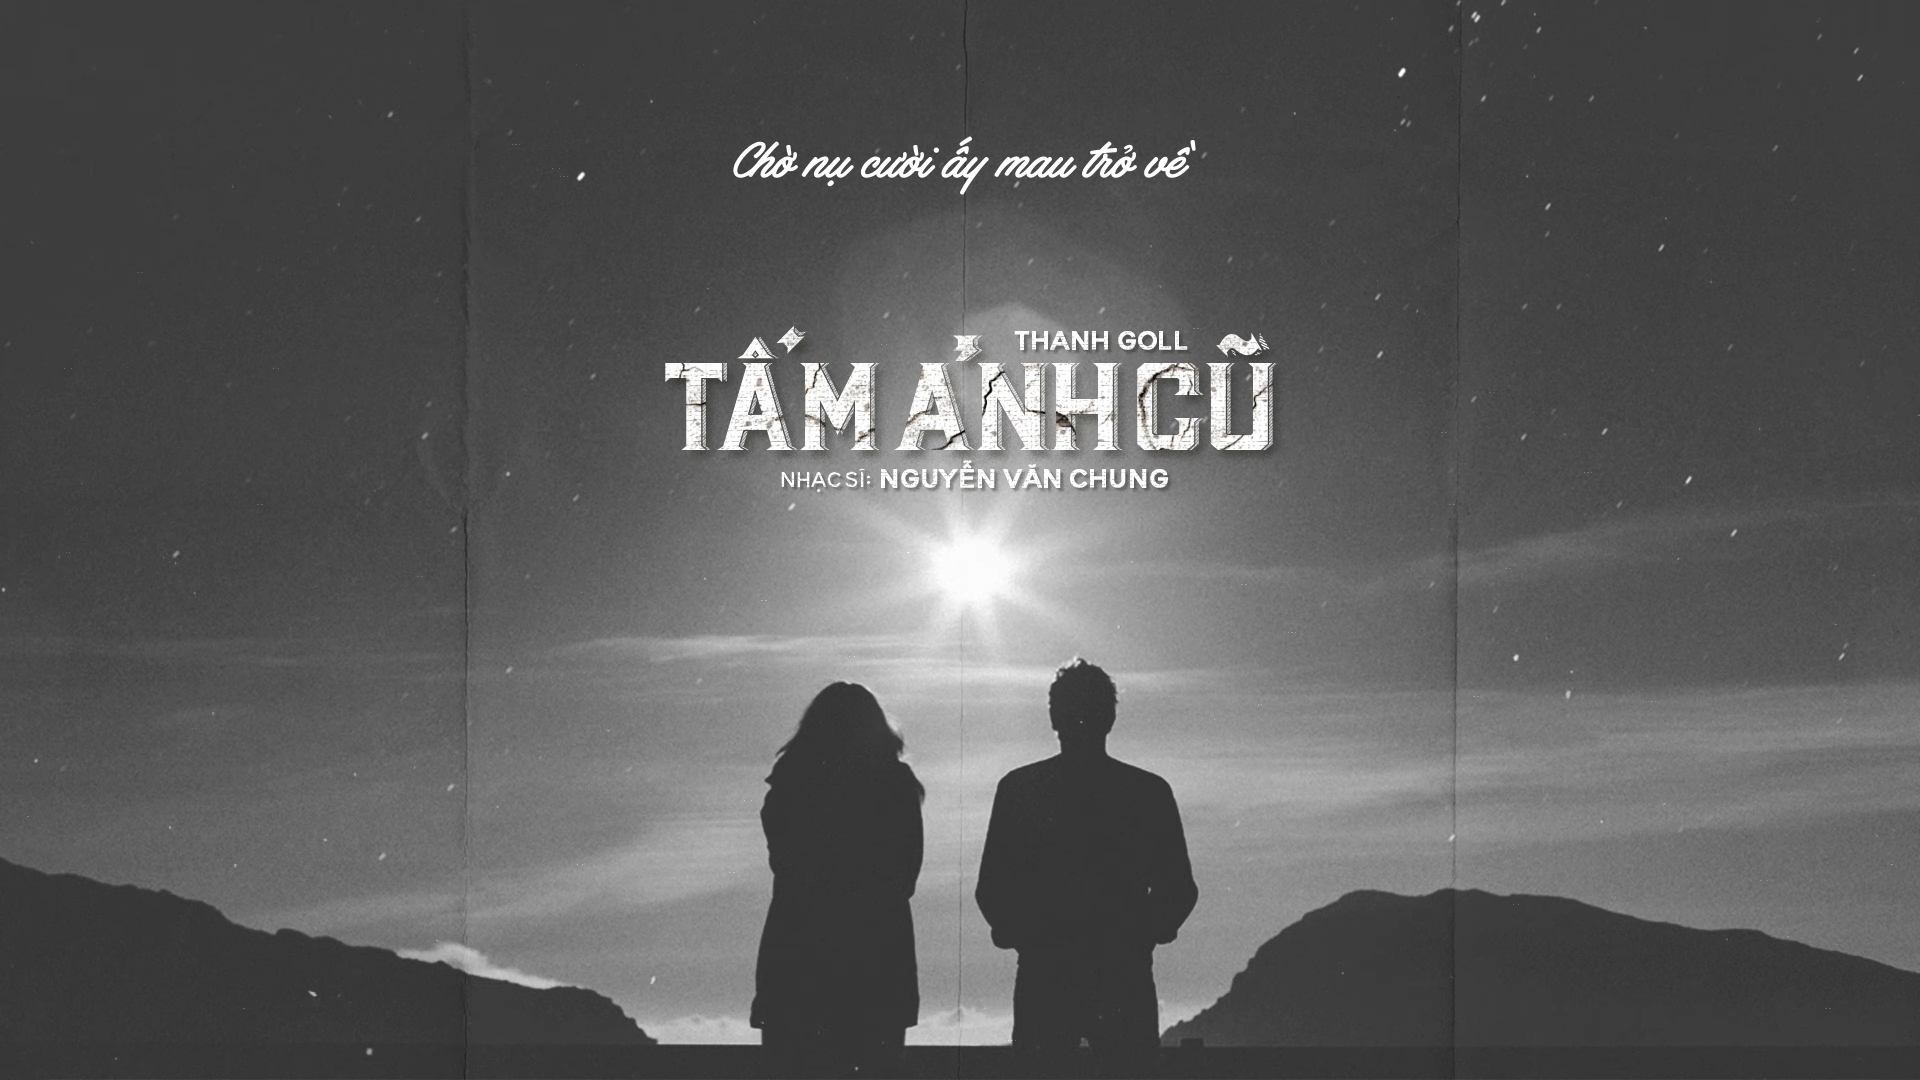 Chờ nụ cười ấy mau trở về
THANH GOLL
TẤM ẢNH CŨ
NHẠC SĨ: NGUYỄN VĂN CHUNG